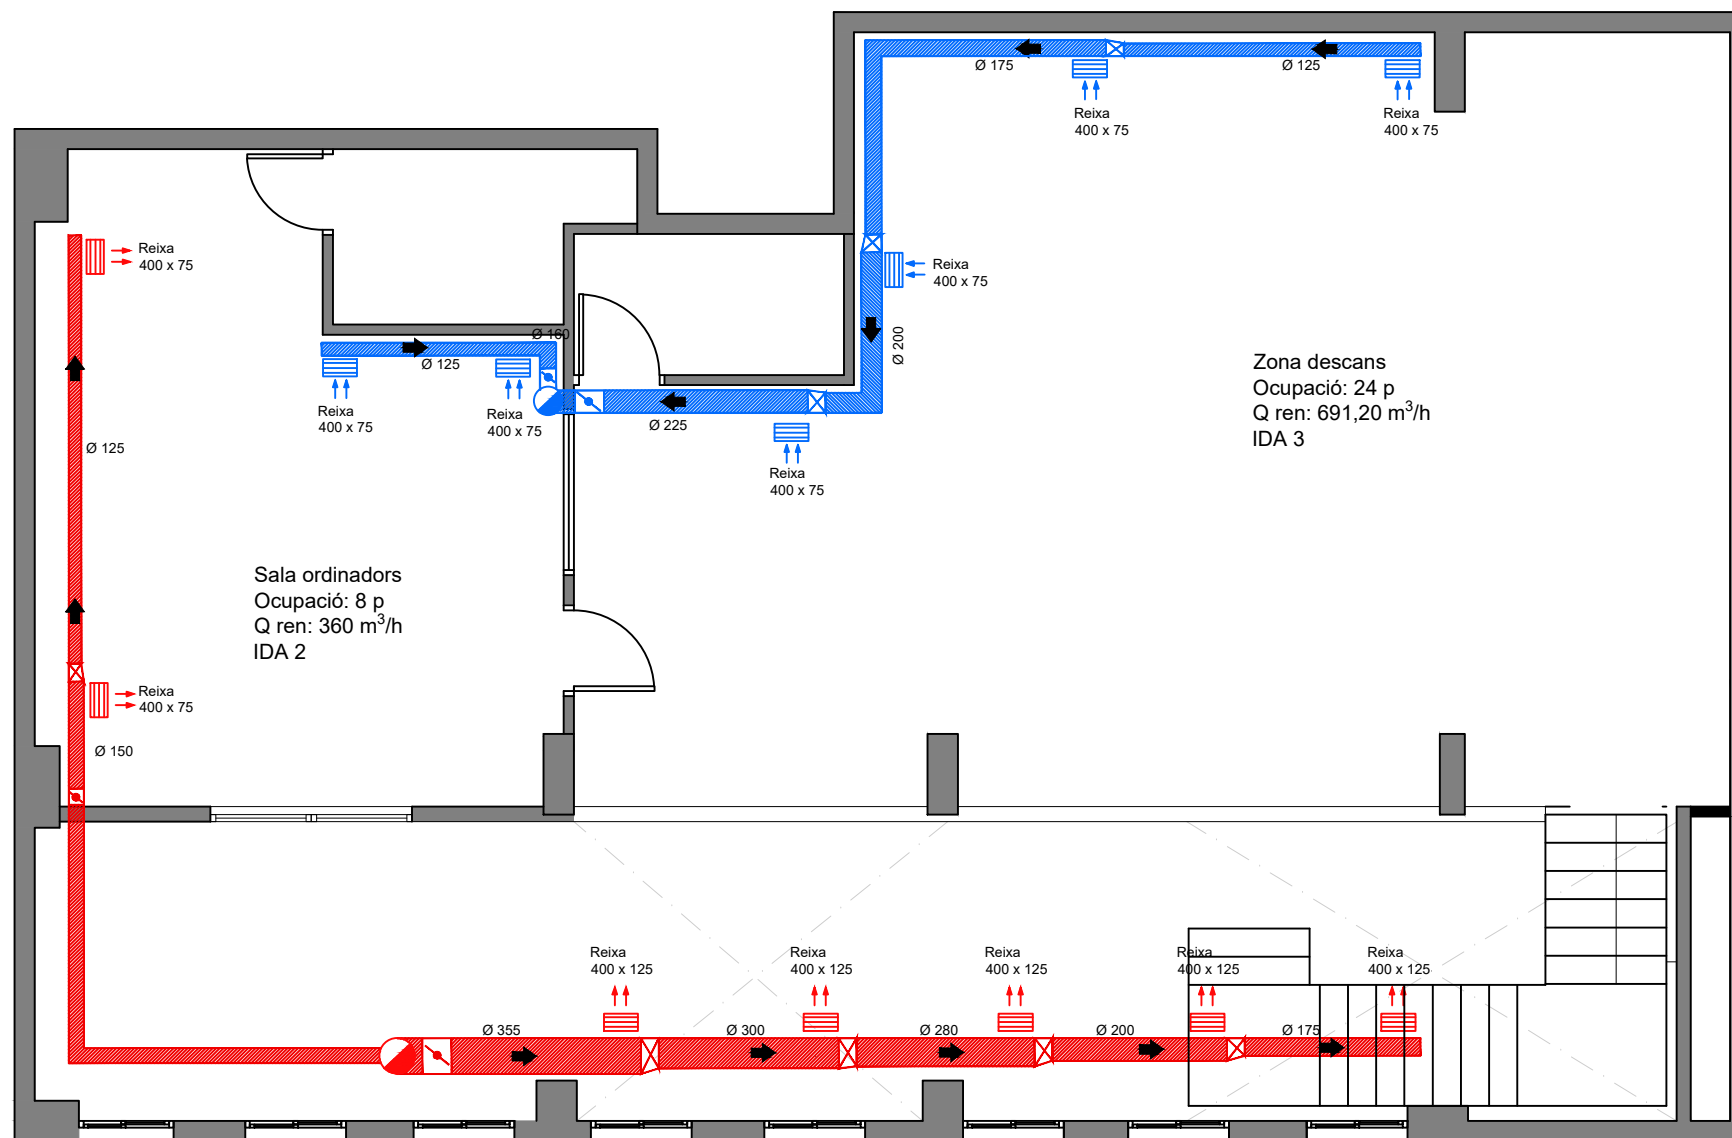 Ø 175
Ø 125
Reixa
400 x 75
Reixa
400 x 75
Reixa
400 x 75
Reixa
400 x 75
Ø 200
Ø 160
Ø 125
Reixa
400 x 75
Reixa
400 x 75
Ø 225
Reixa
400 x 75
Zona descans
Ocupació: 24 p
Q ren: 691,20 m³/h
IDA 3
Ø 125
Sala ordinadors
Ocupació: 8 p
Q ren: 360 m³/h
IDA 2
Reixa
400 x 75
Ø 150
Reixa
400 x 125
Reixa
400 x 125
Reixa
400 x 125
Reixa
400 x 125
Reixa
400 x 125
Ø 355
Ø 300
Ø 280
Ø 200
Ø 175